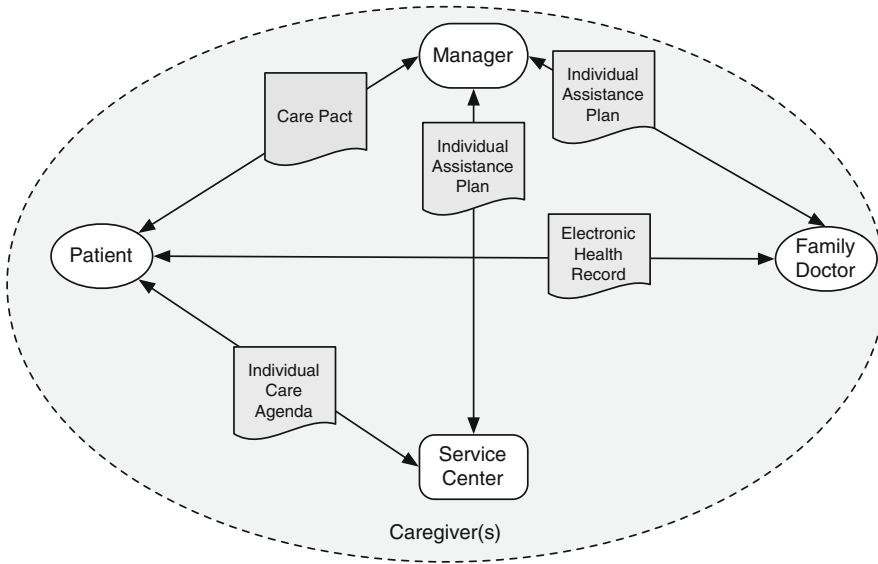 Manager
Individual
Assistance
Plan
Care Pact
Individual
Assistance
Plan
Patient
Electronic
Health
Record
Family
Doctor
Individual
Care
Agenda
Service
Center
Caregiver(s)